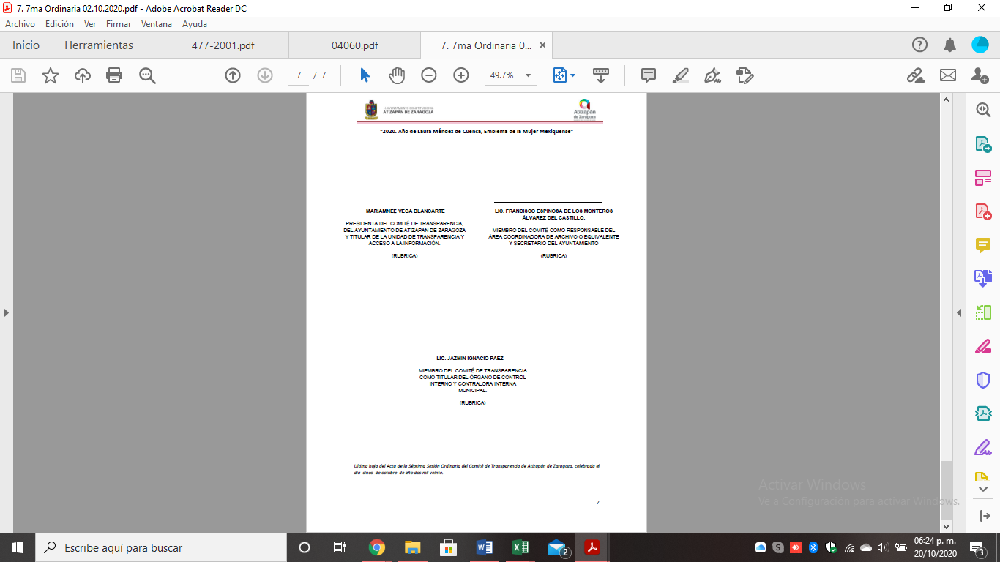 7. 7ma Ordinaria 02.10.2020.pdf - Adobe Acrobat Reader DC
Archivo Edición Ver Firmar Ventana Ayuda
Inicio Herramientas 477-2001.pdf 04060.pdf 7. 7ma Ordinaria 0...
7 / 7 49.7%
H. AYUNTAMIENTO CONSTITUCIONAL
ATIZAPÁN DE ZARAGOZA
Atizapán
de Zaragoza
“2020. Año de Laura Méndez de Cuenca, Emblema de la Mujer Mexiquense”
MARIAMNEÉ VEGA BLANCARTE
PRESIDENTA DEL COMITÉ DE TRANSPARENCIA,
DEL AYUNTAMIENTO DE ATIZAPÁN DE ZARAGOZA
Y TITULAR DE LA UNIDAD DE TRANSPARENCIA Y
ACCESO A LA INFORMACIÓN.
(RUBRICA)
LIC. FRANCISCO ESPINOSA DE LOS MONTEROS
ÁLVAREZ DEL CASTILLO.
MIEMBRO DEL COMITÉ COMO RESPONSABLE DEL
ÁREA COORDINADORA DE ARCHIVO O EQUIVALENTE
Y SECRETARIO DEL AYUNTAMIENTO
(RUBRICA)
LIC. JAZMÍN IGNACIO PÁEZ
MIEMBRO DEL COMITÉ DE TRANSPARENCIA
COMO TITULAR DEL ÓRGANO DE CONTROL
INTERNO Y CONTRALORA INTERNA
MUNICIPAL.
(RUBRICA)
Ultima hoja del Acta de la Séptima Sesión Ordinaria del Comité de Transparencia de Atizapán de Zaragoza, celebrada el
día cinco de octubre de año dos mil veinte.
7
Activar Windows
Ve a Configuración para activar Windows.
Escribe aquí para buscar
2
06:24 p. m.
20/10/2020
3